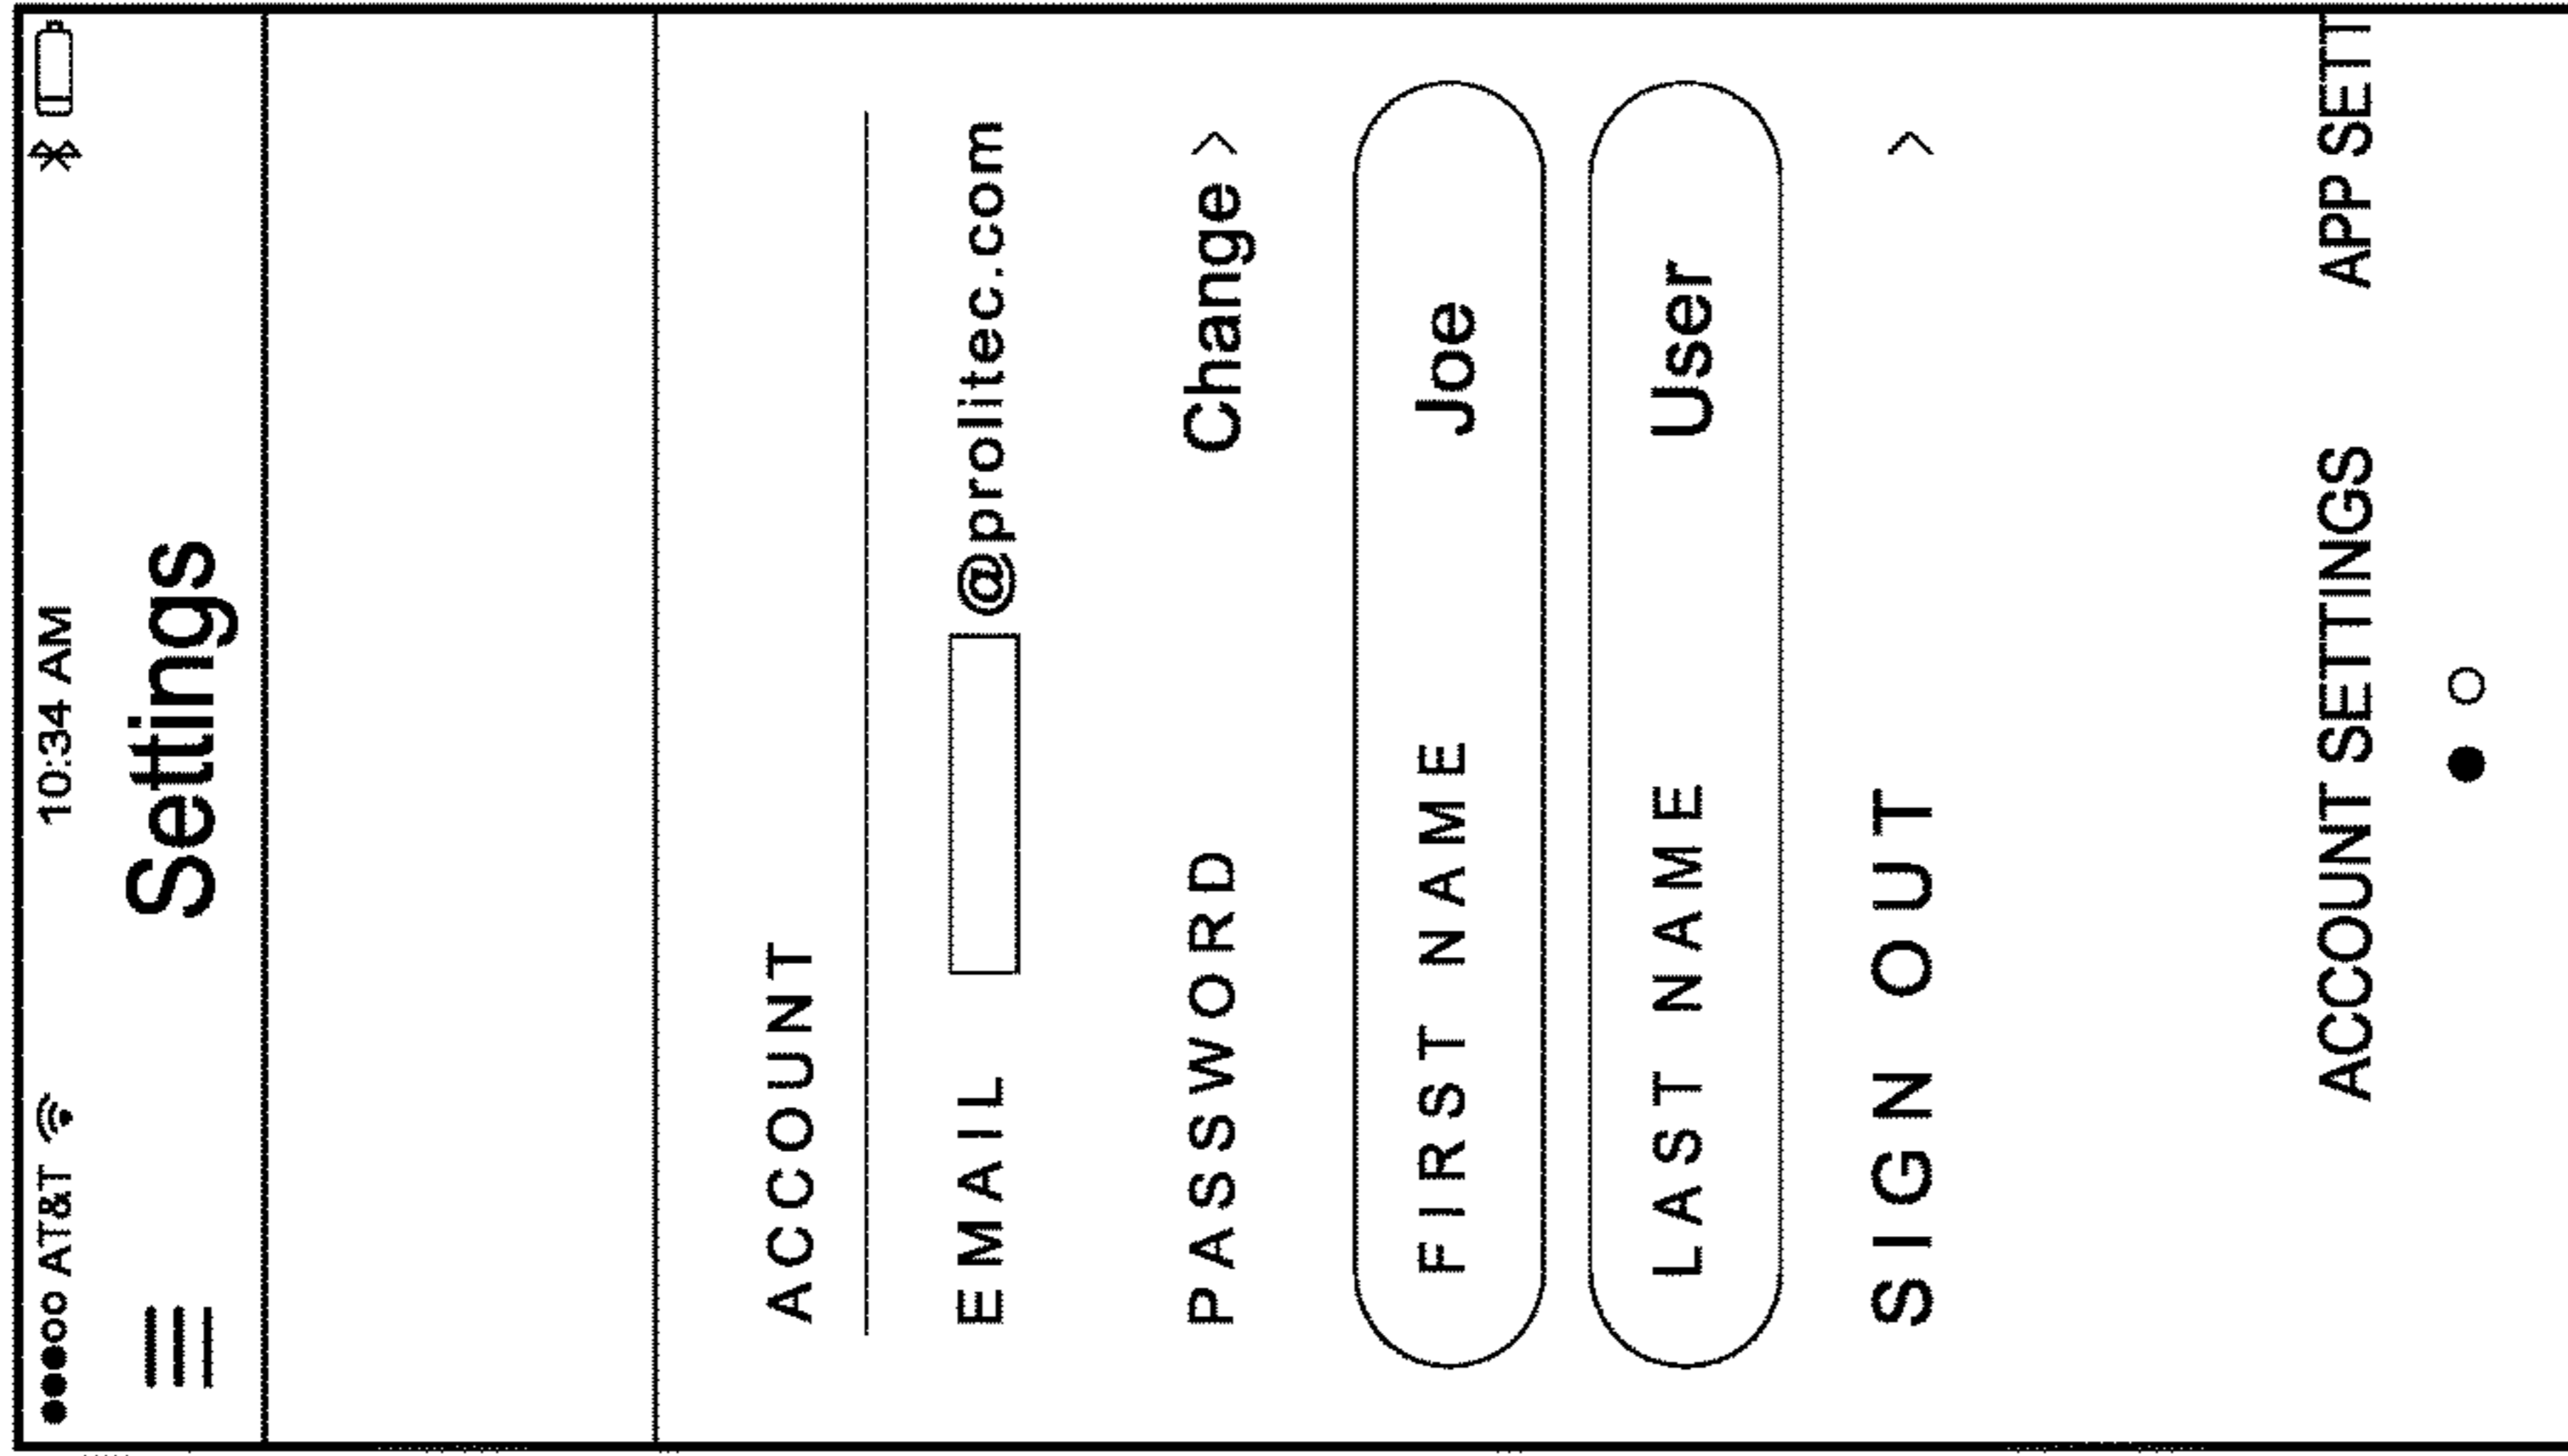 AT&T 10:34 AM
Settings
ACCOUNT
EMAIL @prolitec.com
PASSWORD Change >
FIRST NAME Joe
LAST NAME User
SIGN OUT >
ACCOUNT SETTINGS APP SETT